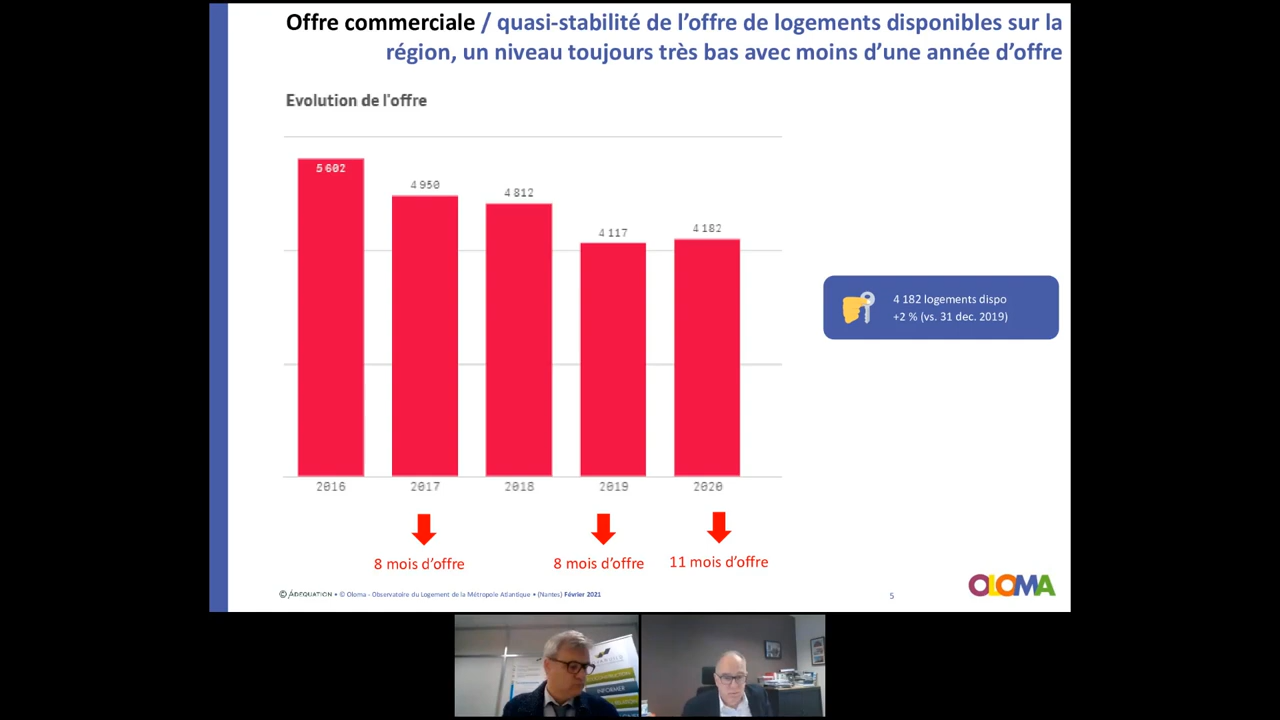 Offre commerciale / quasi-stabilité de l'offre de logements disponibles sur la
région, un niveau toujours très bas avec moins d'une année d'offre
Evolution de l'offre
5 602
4 950
4 812
4 117
4 182
2016
2017
2018
2019
2020
4 182 logements dispo
+2 % (vs. 31 dec. 2019)
8 mois d'offre
8 mois d'offre
11 mois d'offre
© ADEQUATION • © Oloma - Observatoire du Logement de la Métropole Atlantique • (Nantes) Février 2021
5
OLOMA
INFORMER